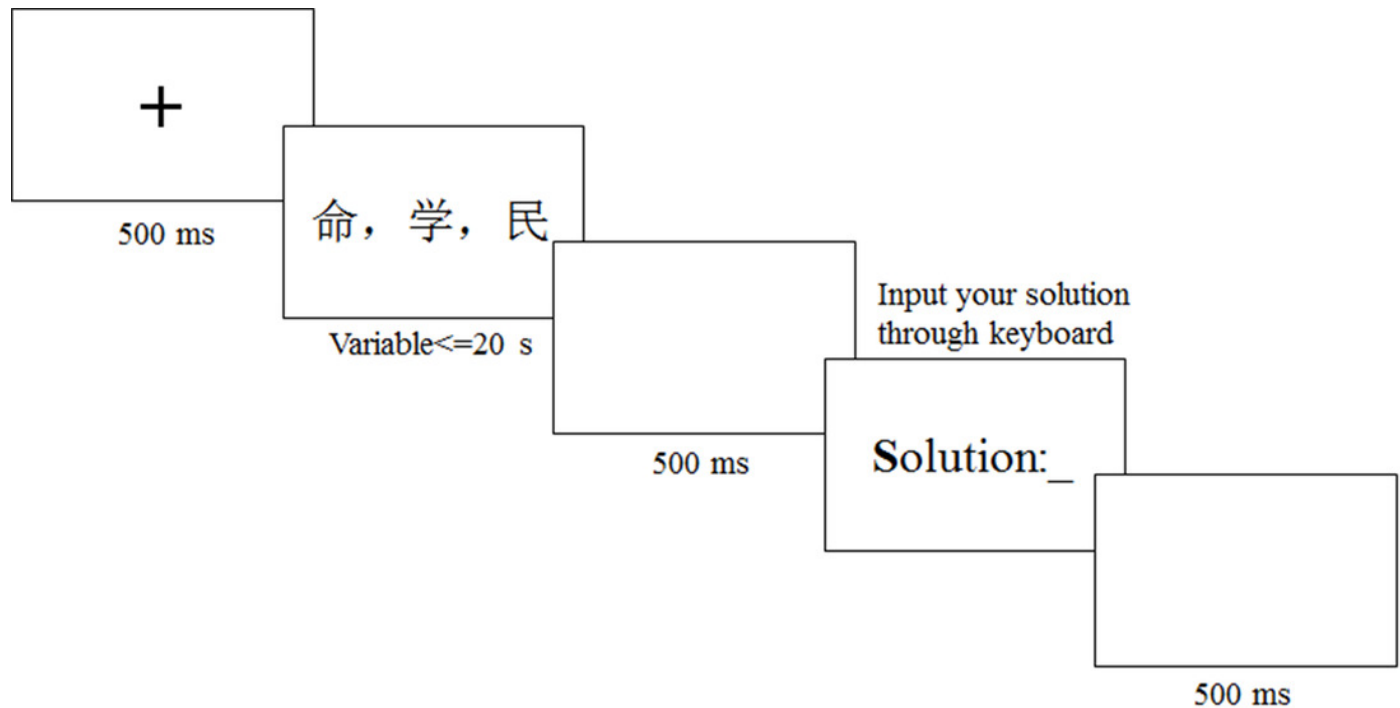 +
500 ms
命，学，民
Variable<=20 s
500 ms
Input your solution
through keyboard
Solution:_
500 ms